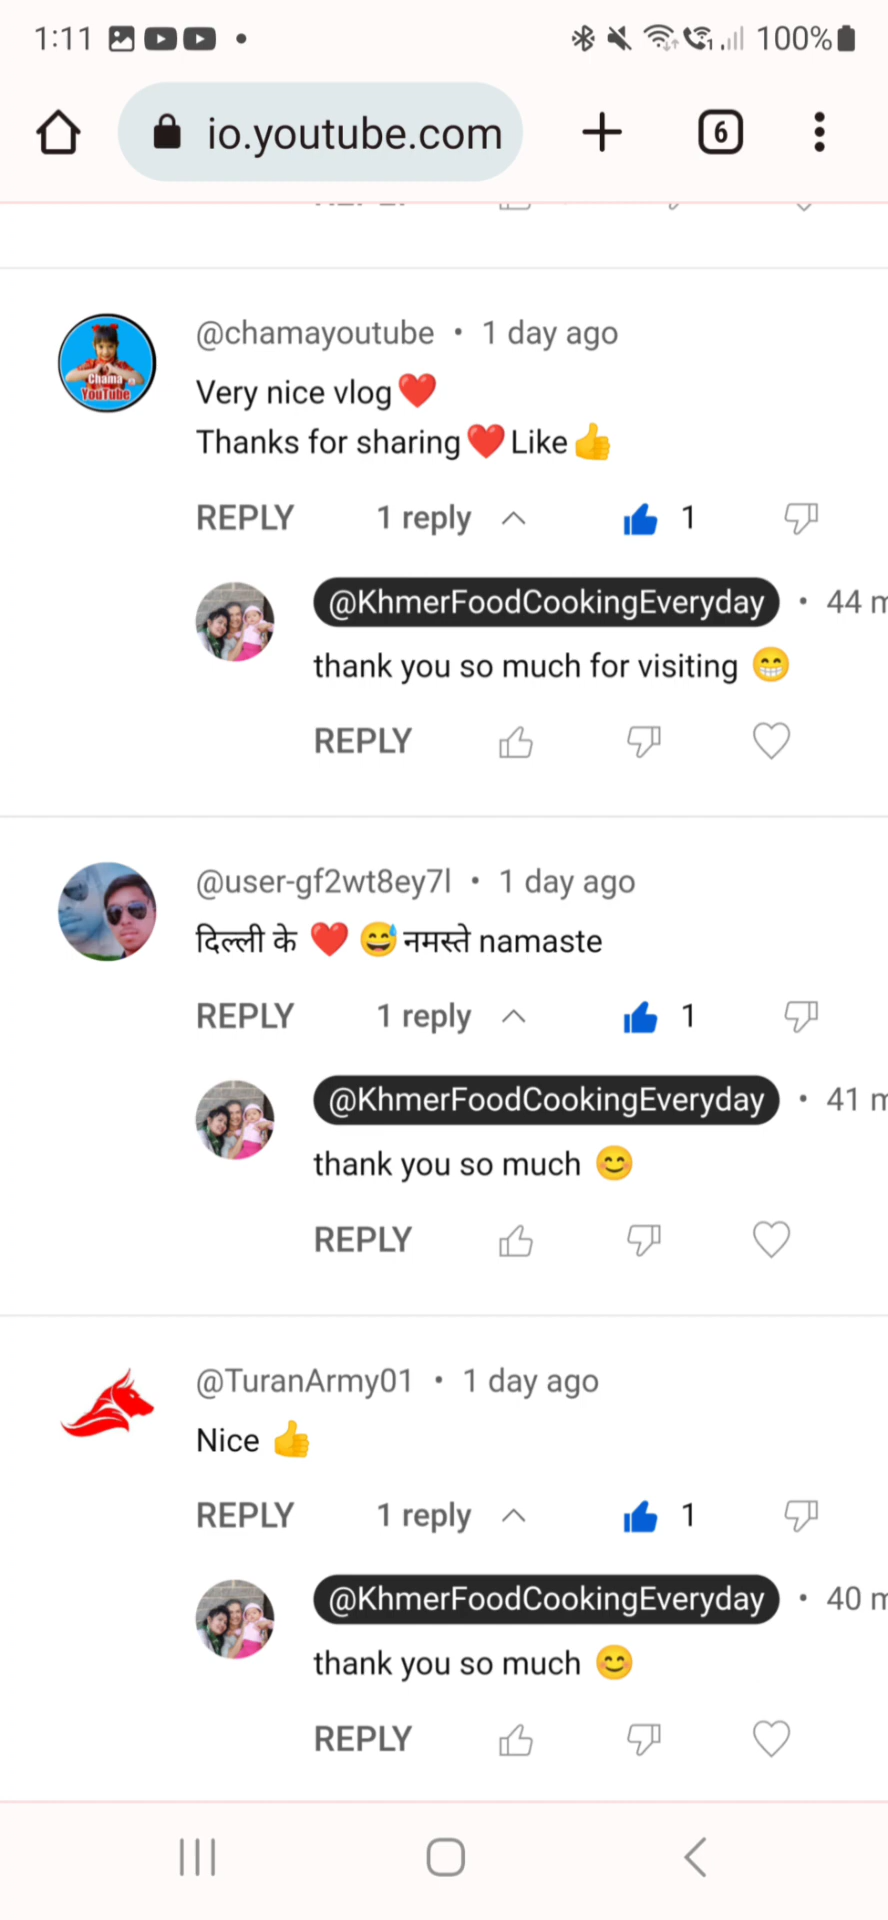 1:11 100%
io.youtube.com 6
@chamayoutube • 1 day ago
Very nice vlog❤️
Thanks for sharing❤️Like👍
REPLY 1 reply 1
@KhmerFoodCookingEveryday • 44 m
thank you so much for visiting 😁
REPLY
@user-gf2wt8ey7l • 1 day ago
दिल्ली के ❤️ 😅नमस्ते namaste
REPLY 1 reply 1
@KhmerFoodCookingEveryday • 41 m
thank you so much 😊
REPLY
@TuranArmy01 • 1 day ago
Nice 👍
REPLY 1 reply 1
@KhmerFoodCookingEveryday • 40 m
thank you so much 😊
REPLY
Chama
YouTube